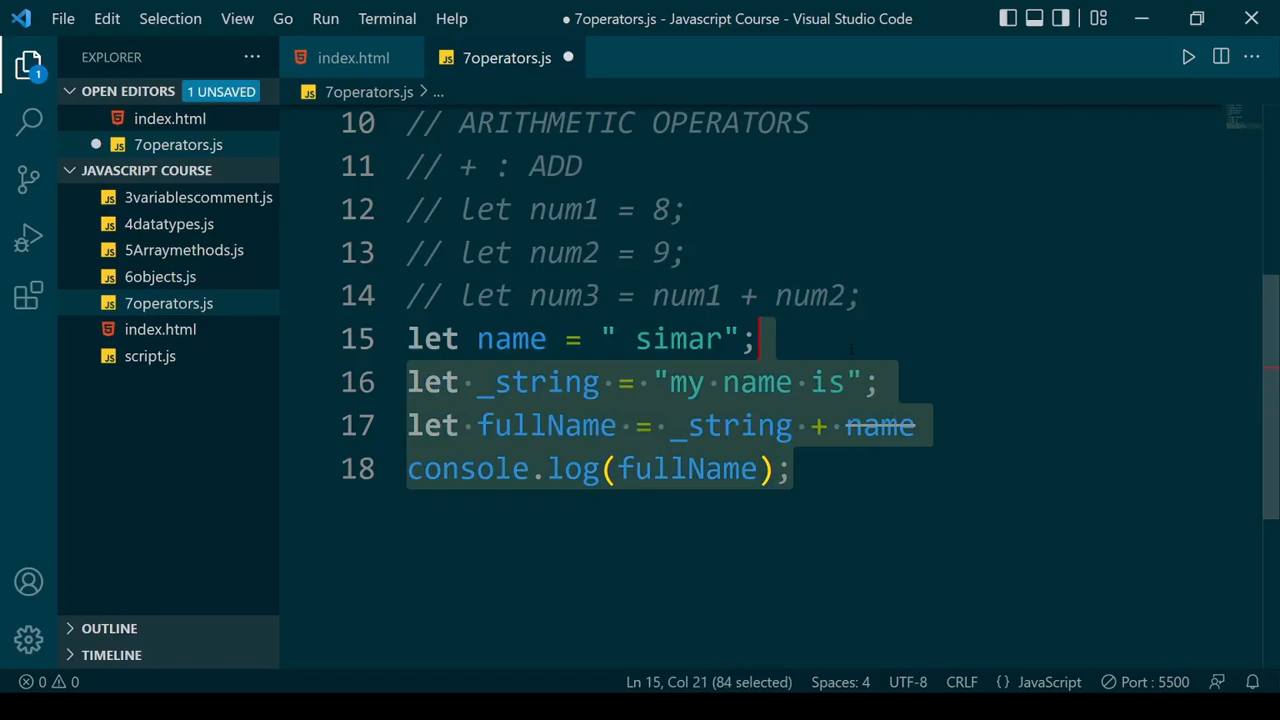 File Edit Selection View Go Run Terminal Help ● 7operators.js - Javascript Course - Visual Studio Code
EXPLORER ···
index.html
7operators.js
OPEN EDITORS 1 UNSAVED
7operators.js > ...
index.html
7operators.js
JAVASCRIPT COURSE
3variablescomment.js
4datatypes.js
5Arraymethods.js
6objects.js
7operators.js
index.html
script.js
10 // ARITHMETIC OPERATORS
11 // + : ADD
12 // let num1 = 8;
13 // let num2 = 9;
14 // let num3 = num1 + num2;
15 let name = " simar";
16 let _string = "my name is";
17 let fullName = _string + name
18 console.log(fullName);
OUTLINE
TIMELINE
1
0 0 Ln 15, Col 21 (84 selected) Spaces: 4 UTF-8 CRLF {} JavaScript Port : 5500